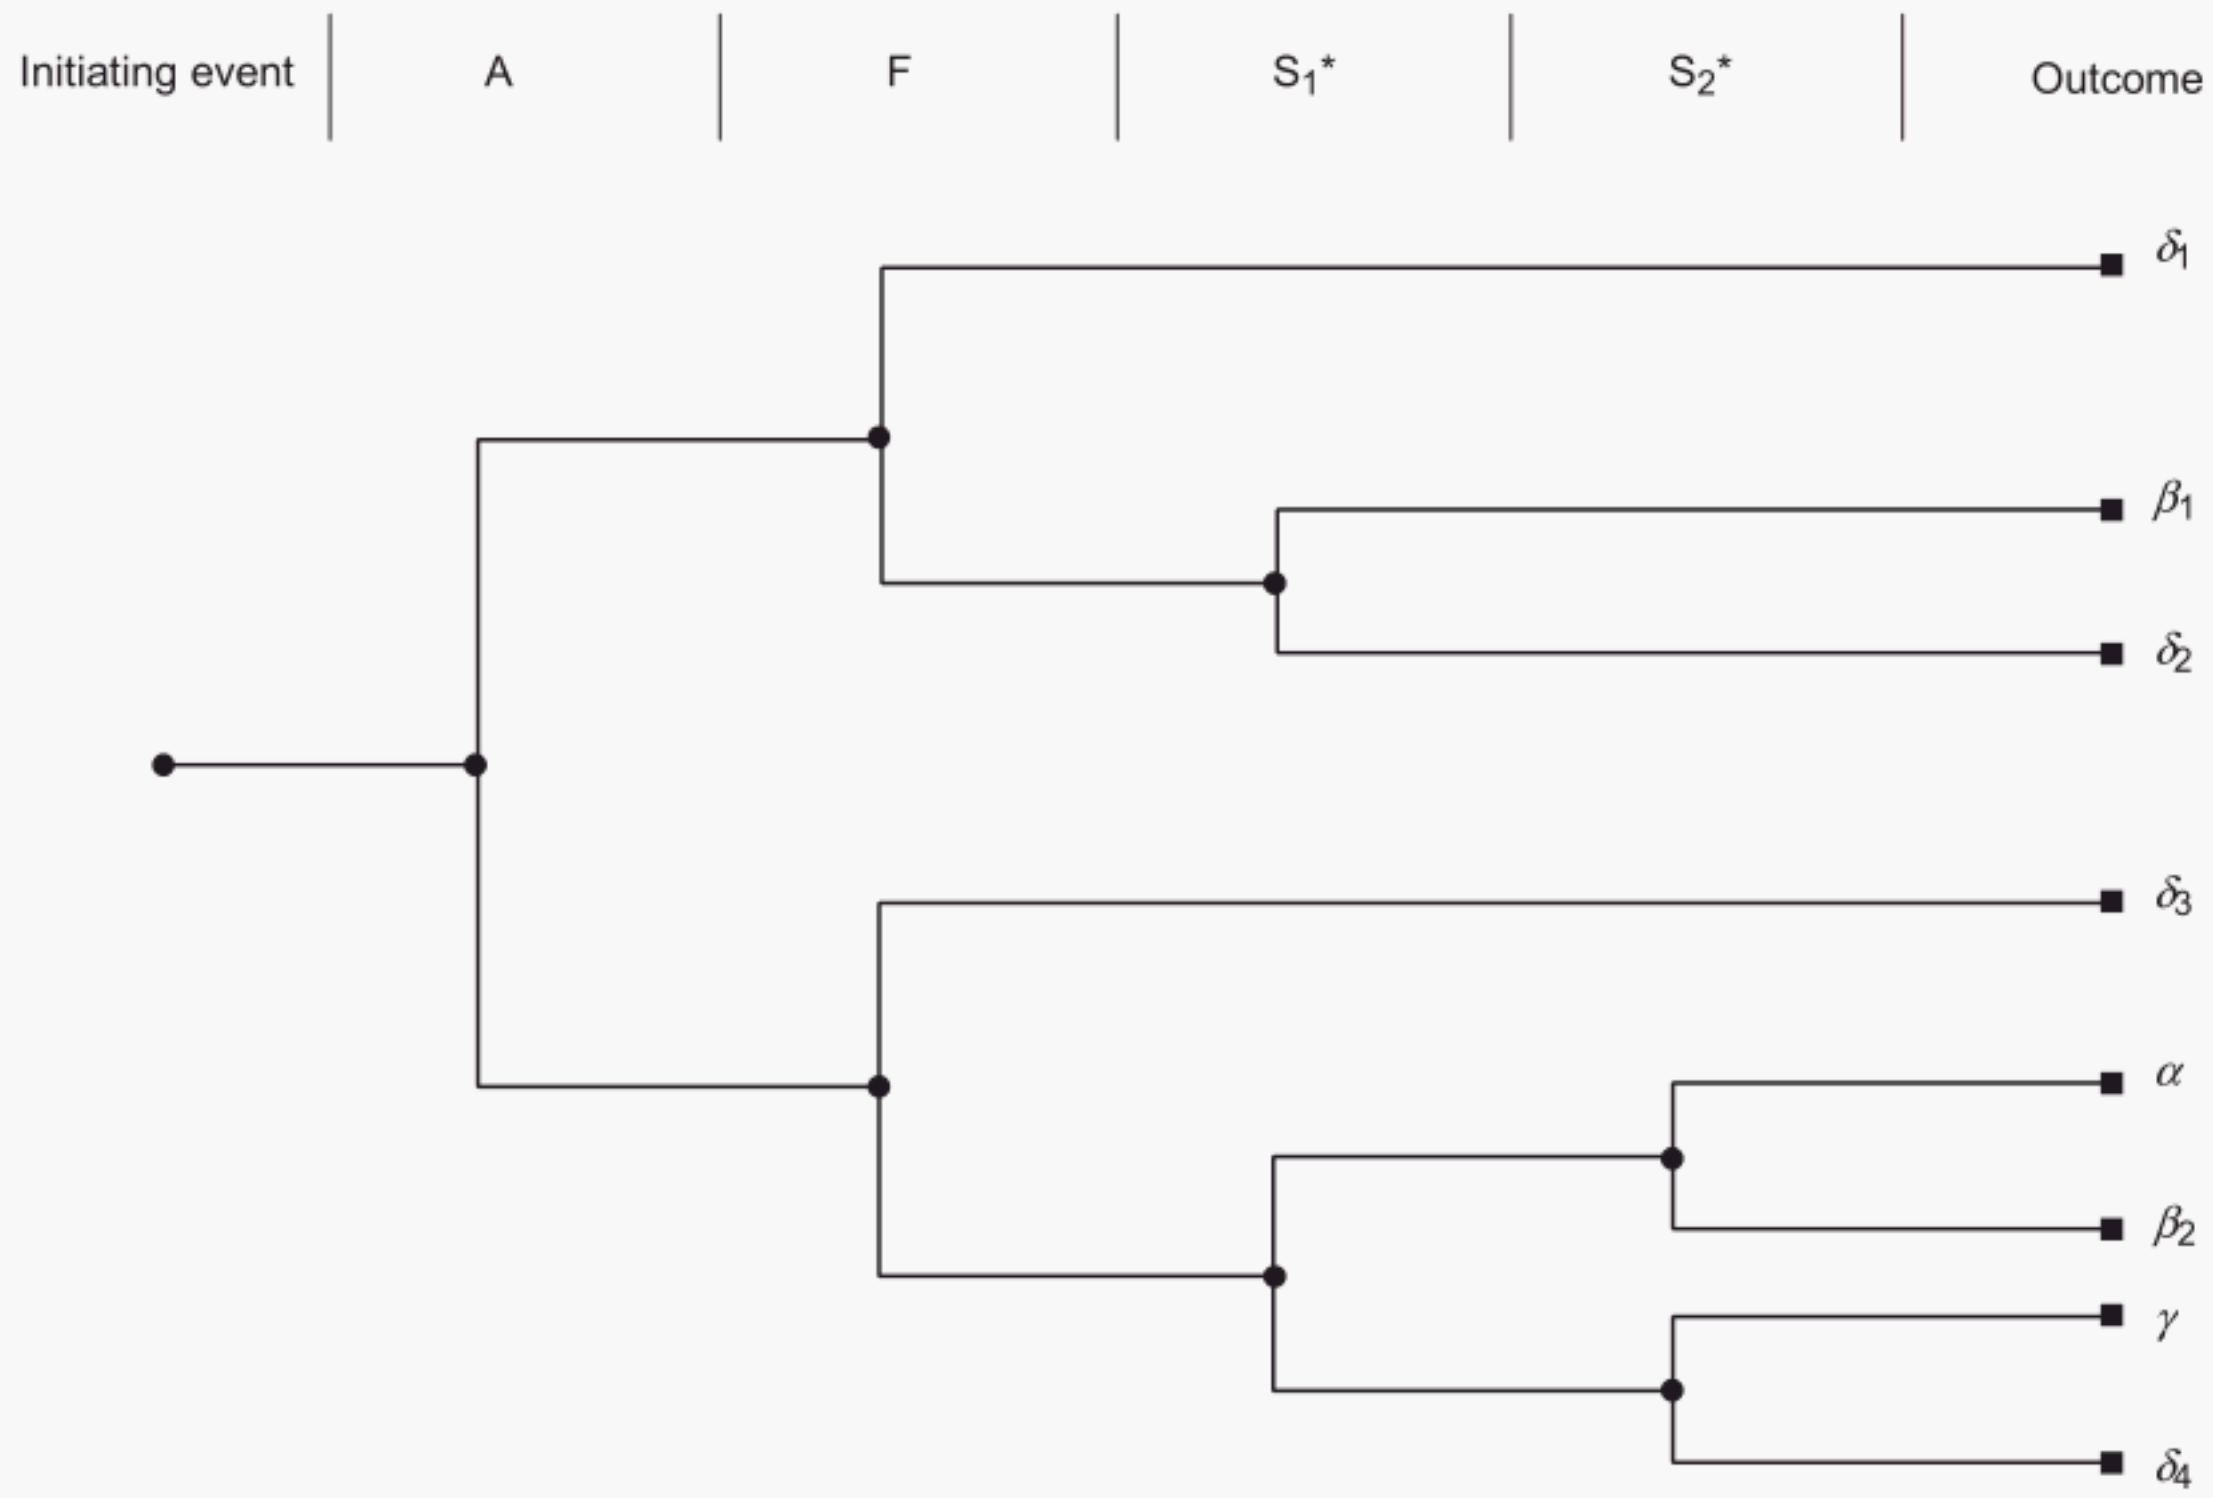 Initiating event A F S₁* S₂* Outcome
δ₁
β₁
δ₂
δ₃
α
β₂
γ
δ₄